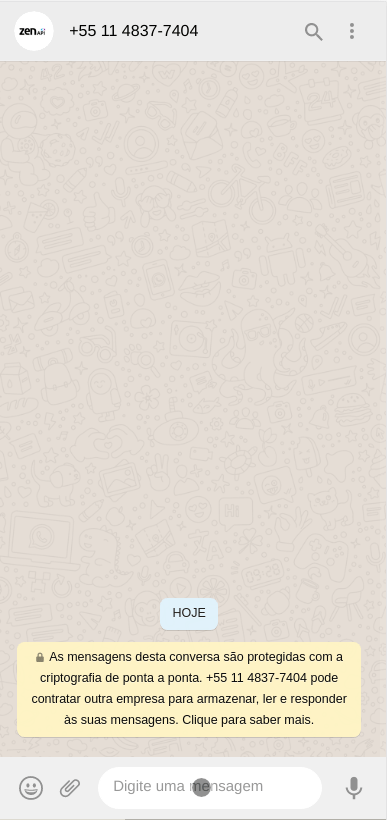 zenAPI
+55 11 4837-7404
HOJE
As mensagens desta conversa são protegidas com a
criptografia de ponta a ponta. +55 11 4837-7404 pode
contratar outra empresa para armazenar, ler e responder
às suas mensagens. Clique para saber mais.
Digite uma mensagem